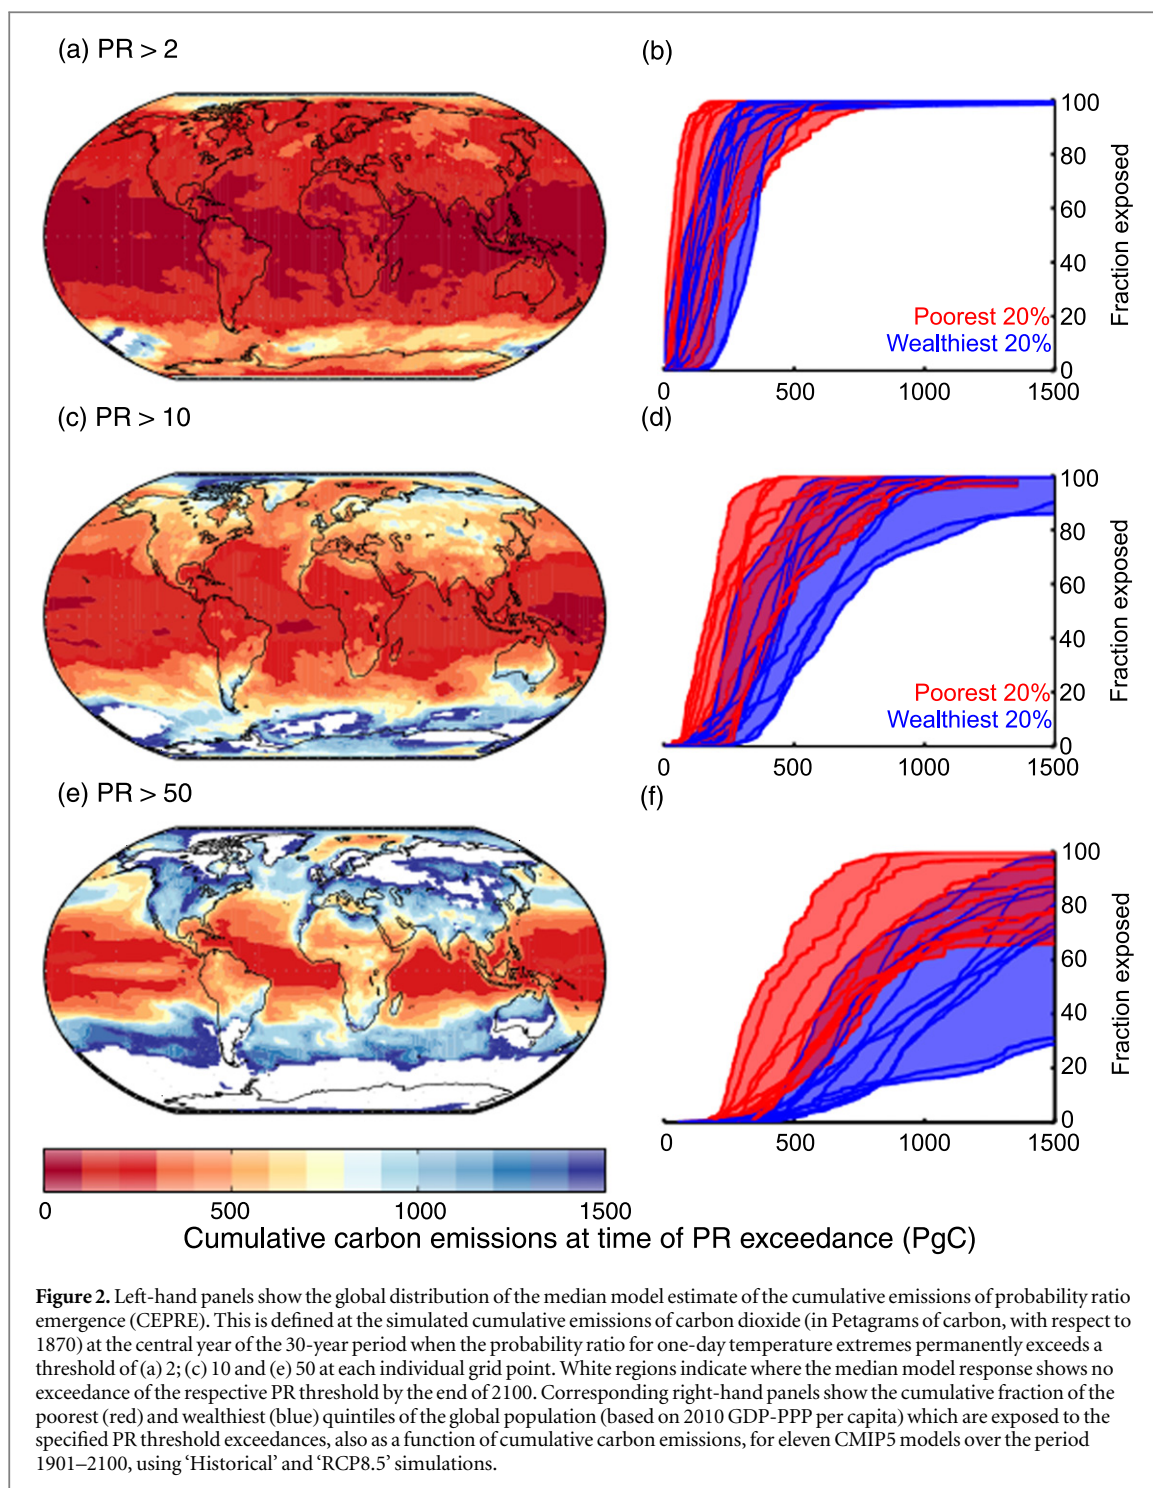 (a) PR > 2
(b)
100
80
60
40
20
0
Fraction exposed
Poorest 20%
Wealthiest 20%
0 500 1000 1500
(c) PR > 10
(d)
100
80
60
40
20
0
Fraction exposed
Poorest 20%
Wealthiest 20%
0 500 1000 1500
(e) PR > 50
(f)
100
80
60
40
20
0
Fraction exposed
0 500 1000 1500
0 500 1000 1500
Cumulative carbon emissions at time of PR exceedance (PgC)
Figure 2. Left-hand panels show the global distribution of the median model estimate of the cumulative emissions of probability ratio
emergence (CEPRE). This is defined at the simulated cumulative emissions of carbon dioxide (in Petagrams of carbon, with respect to
1870) at the central year of the 30-year period when the probability ratio for one-day temperature extremes permanently exceeds a
threshold of (a) 2; (c) 10 and (e) 50 at each individual grid point. White regions indicate where the median model response shows no
exceedance of the respective PR threshold by the end of 2100. Corresponding right-hand panels show the cumulative fraction of the
poorest (red) and wealthiest (blue) quintiles of the global population (based on 2010 GDP-PPP per capita) which are exposed to the
specified PR threshold exceedances, also as a function of cumulative carbon emissions, for eleven CMIP5 models over the period
1901–2100, using ‘Historical’ and ‘RCP8.5’ simulations.